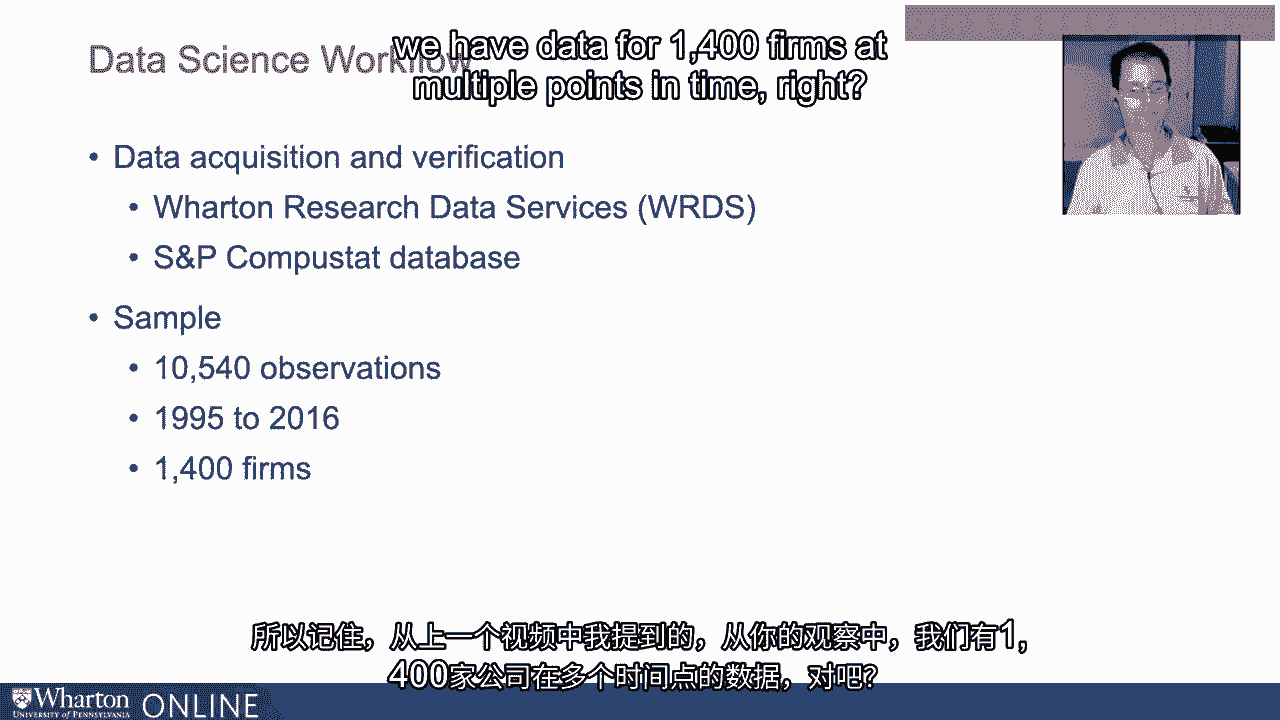 we have data for 1,400 firms at
multiple points in time, right?
Data Science Workflow
• Data acquisition and verification
• Wharton Research Data Services (WRDS)
• S&P Compustat database
• Sample
• 10,540 observations
• 1995 to 2016
• 1,400 firms
所以记住，从上一个视频中我提到的，从你的观察中，我们有1,
400家公司在多个时间点的数据，对吧？
Wharton ONLINE
UNIVERSITY of PENNSYLVANIA